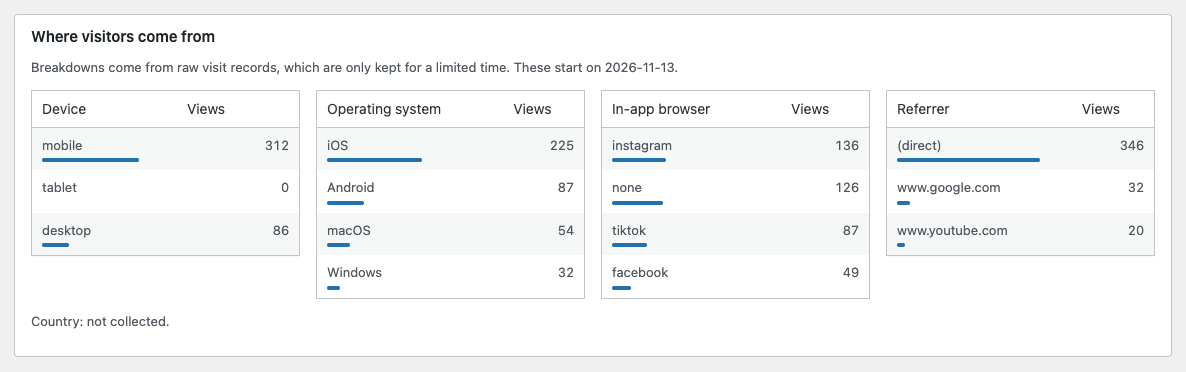 Where visitors come from
Breakdowns come from raw visit records, which are only kept for a limited time. These start on 2026-11-13.
Device Views
mobile 312
tablet 0
desktop 86
Operating system Views
iOS 225
Android 87
macOS 54
Windows 32
In-app browser Views
instagram 136
none 126
tiktok 87
facebook 49
Referrer Views
(direct) 346
www.google.com 32
www.youtube.com 20
Country: not collected.